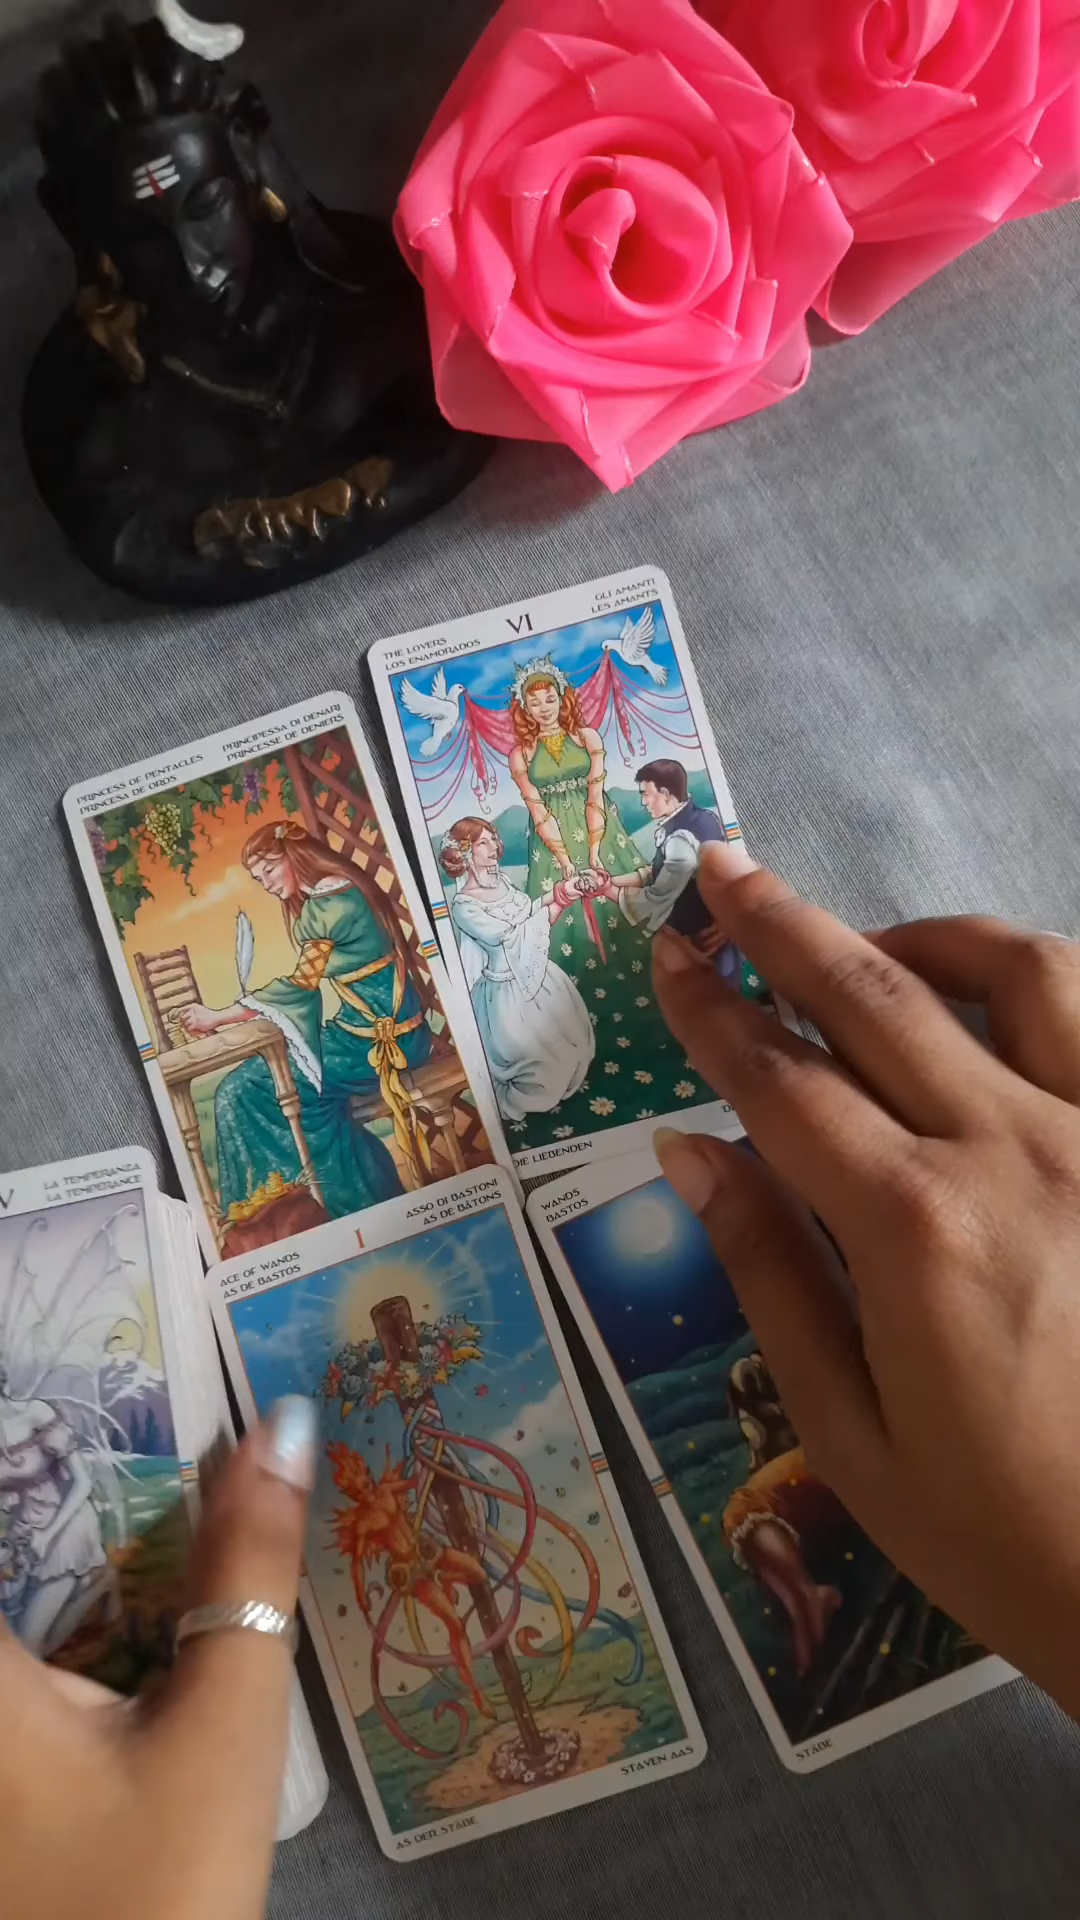 THE LOVERS
LOS ENAMORADOS
VI
GLI AMANTI
LES AMANTS
DIE LIEBENDEN
PRINCESS OF PENTACLES
PRINCESA DE OROS
PRINCIPESSA DI DENARI
PRINCESSE DE DENIERS
V
LA TEMPERANZA
LA TEMPERANCE
ACE OF WANDS
AS DE BASTOS
I
ASSO DI BASTONI
AS DE BÂTONS
AS DER STÄBE
STAVEN AAS
WANDS
BASTOS
STÄBE